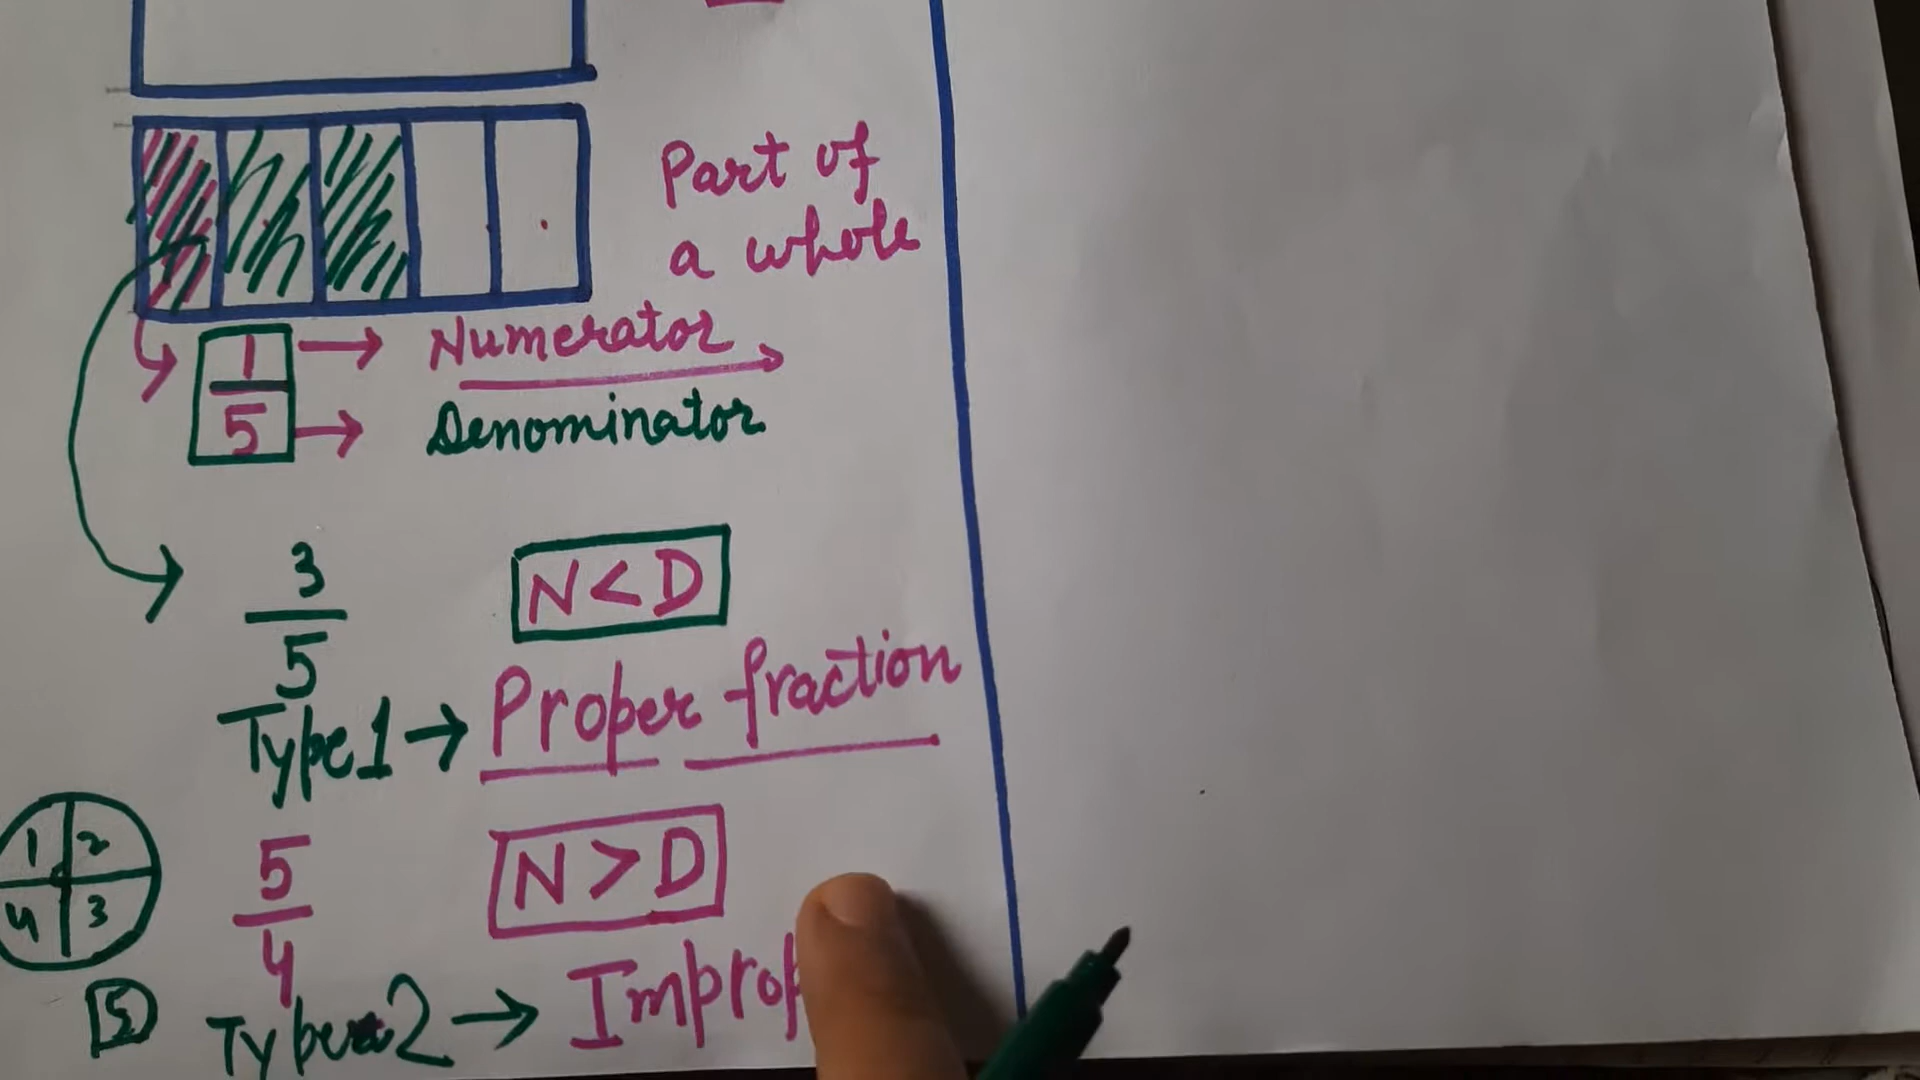 Part of
a whole
1 → Numerator
5 → Denominator
3
5
N<D
Type 1 → Proper fraction
1 2
4 3
5
4
N>D
5
Type 2 → Improp